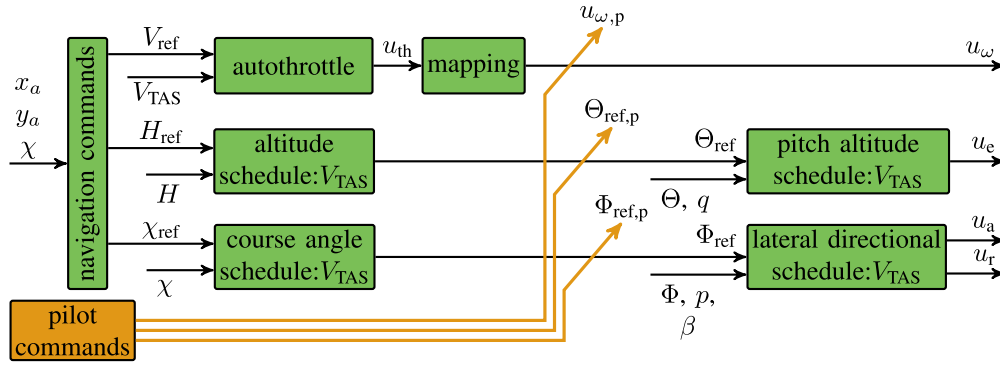 x_a
y_a
χ
navigation commands
V_ref
V_TAS
autothrottle
u_th
mapping
u_ω,p
u_ω
H_ref
H
altitude
schedule:V_TAS
Θ_ref,p
Θ_ref
Θ, q
pitch altitude
schedule:V_TAS
u_e
χ_ref
χ
course angle
schedule:V_TAS
Φ_ref,p
Φ_ref
Φ, p,
β
lateral directional
schedule:V_TAS
u_a
u_r
pilot
commands